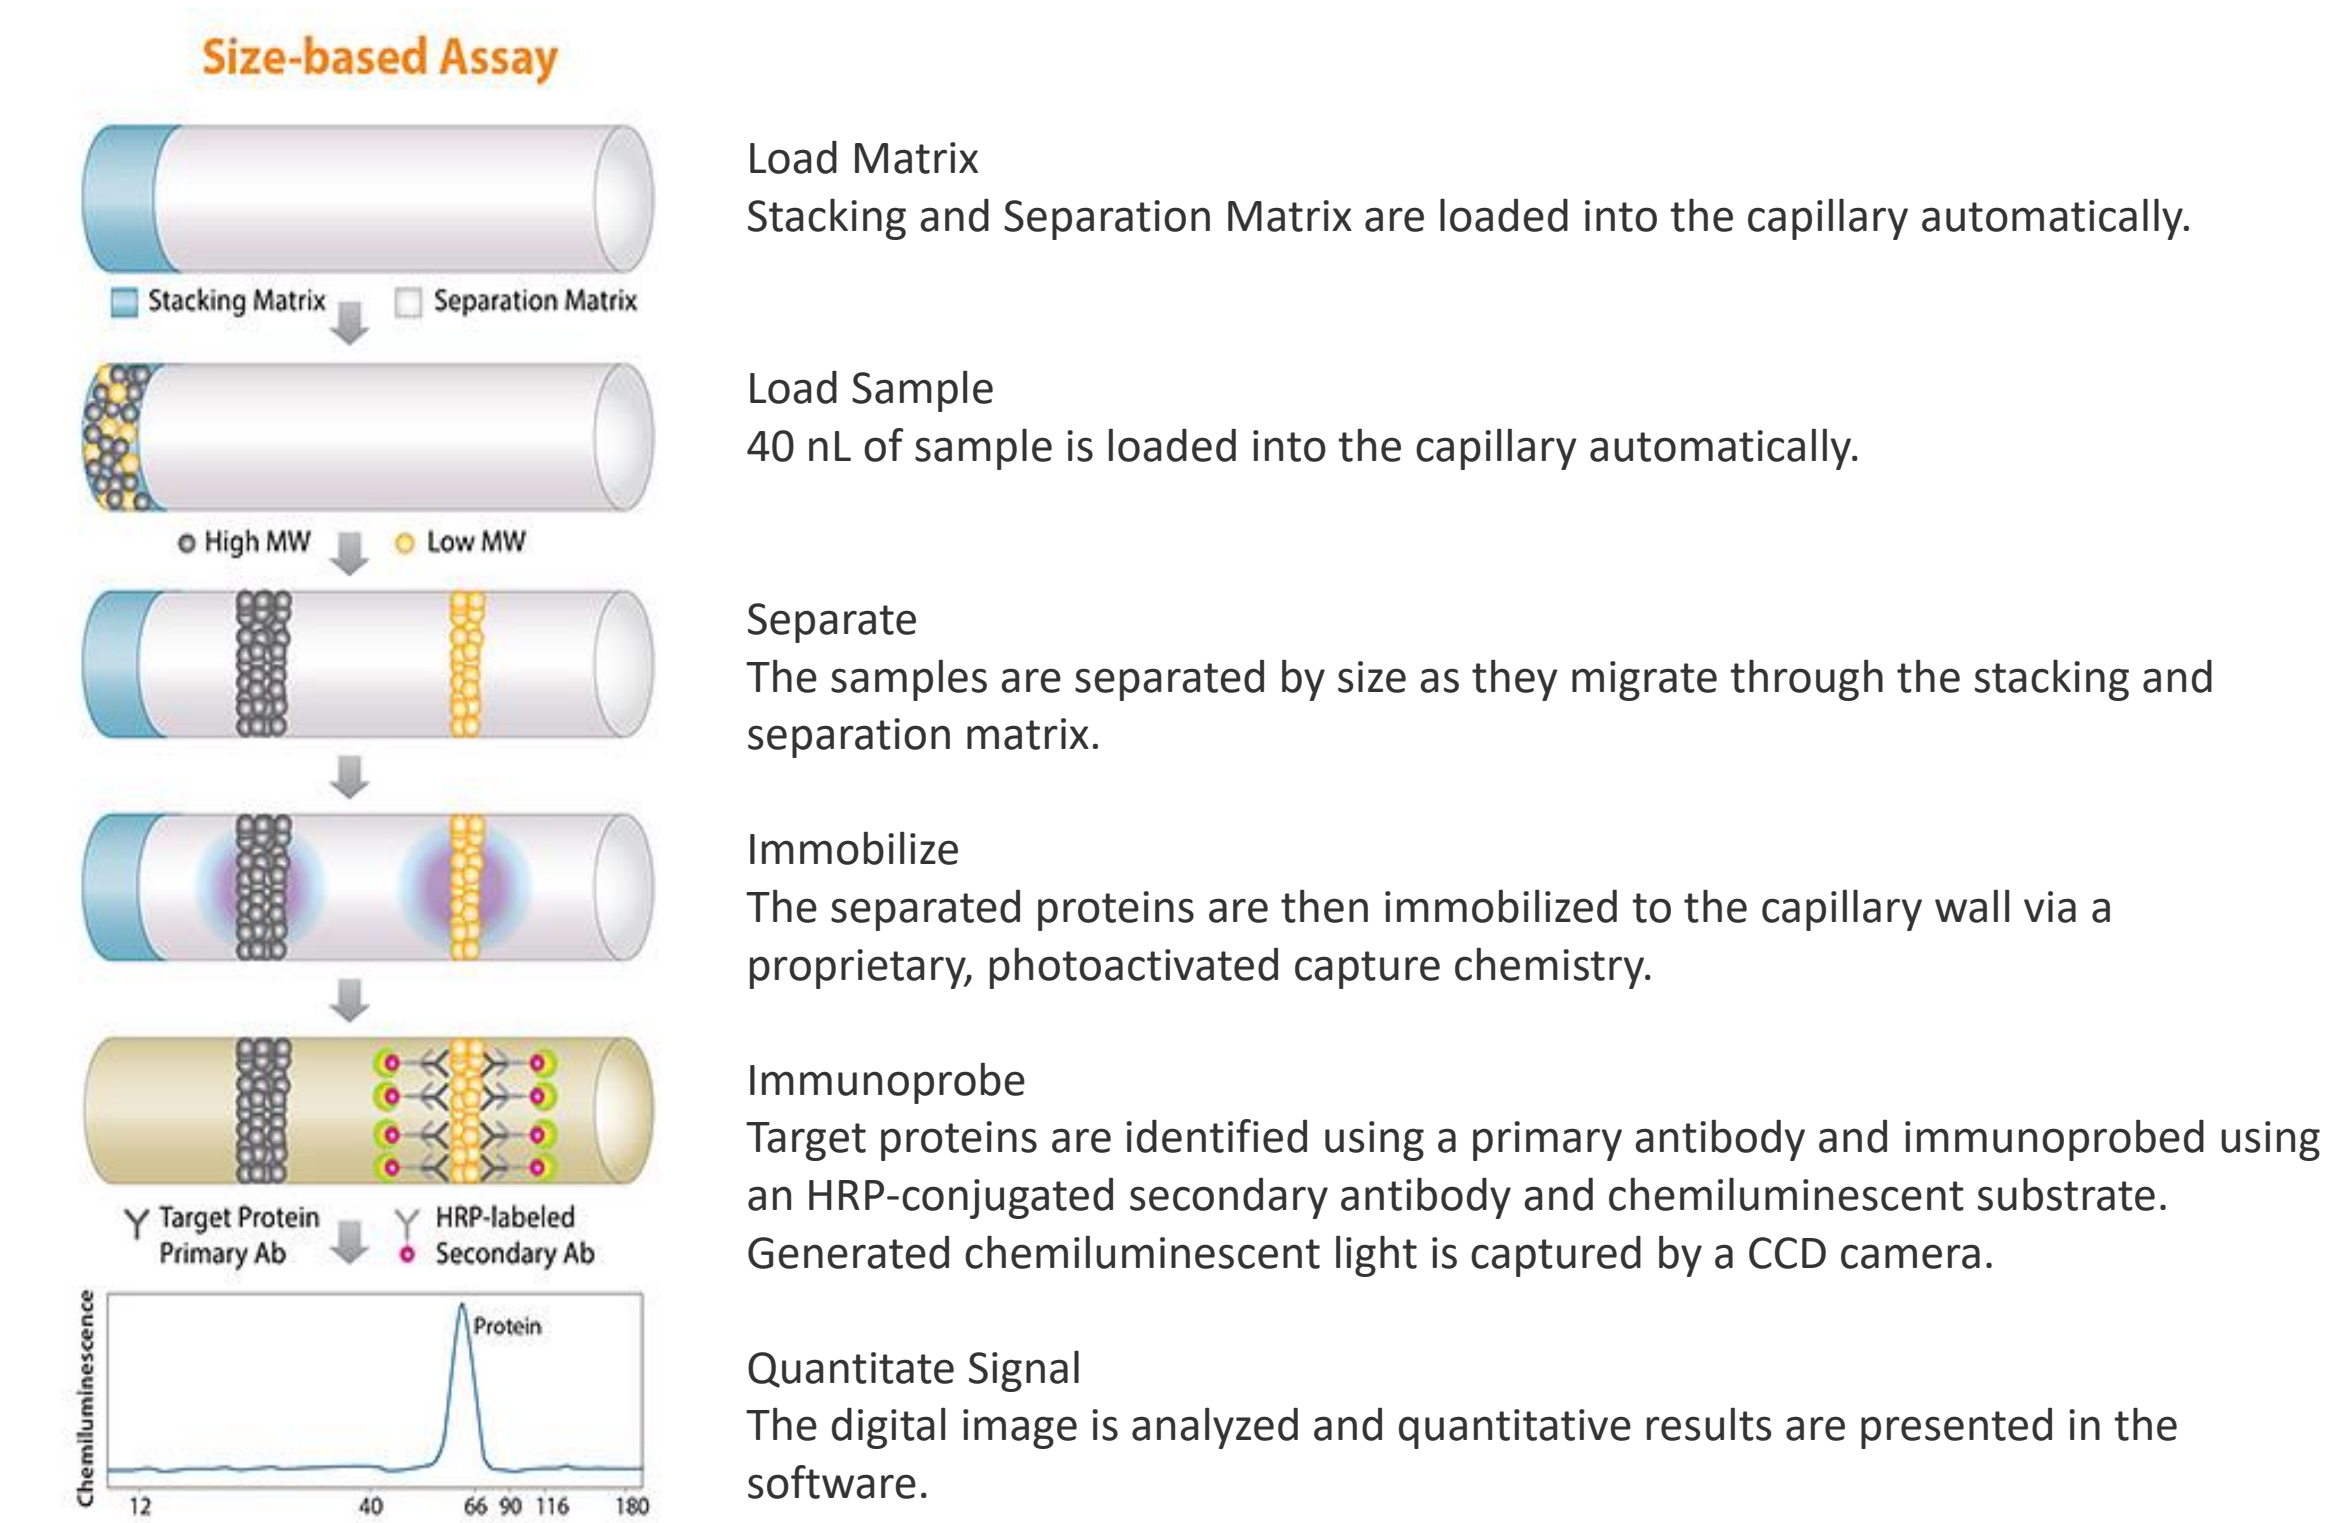 Size-based Assay
Load Matrix
Stacking and Separation Matrix are loaded into the capillary automatically.
Stacking Matrix
Separation Matrix
Load Sample
40 nL of sample is loaded into the capillary automatically.
High MW
Low MW
Separate
The samples are separated by size as they migrate through the stacking and
separation matrix.
Immobilize
The separated proteins are then immobilized to the capillary wall via a
proprietary, photoactivated capture chemistry.
Immunoprobe
Target proteins are identified using a primary antibody and immunoprobed using
an HRP-conjugated secondary antibody and chemiluminescent substrate.
Generated chemiluminescent light is captured by a CCD camera.
Target Protein
Primary Ab
HRP-labeled
Secondary Ab
Chemiluminescence
Protein
12 40 66 90 116 180
Quantitate Signal
The digital image is analyzed and quantitative results are presented in the
software.